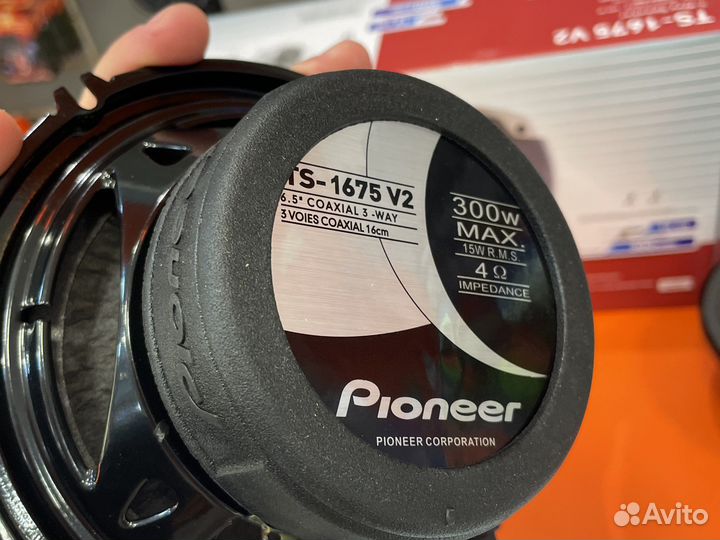 TS-1675 V2
TS-1675 V2
6.5" COAXIAL 3 -WAY
3 VOIES COAXIAL 16cm
300w
MAX.
15W R.M.S.
4 Ω
IMPEDANCE
Pioneer
Pioneer
PIONEER CORPORATION
Avito